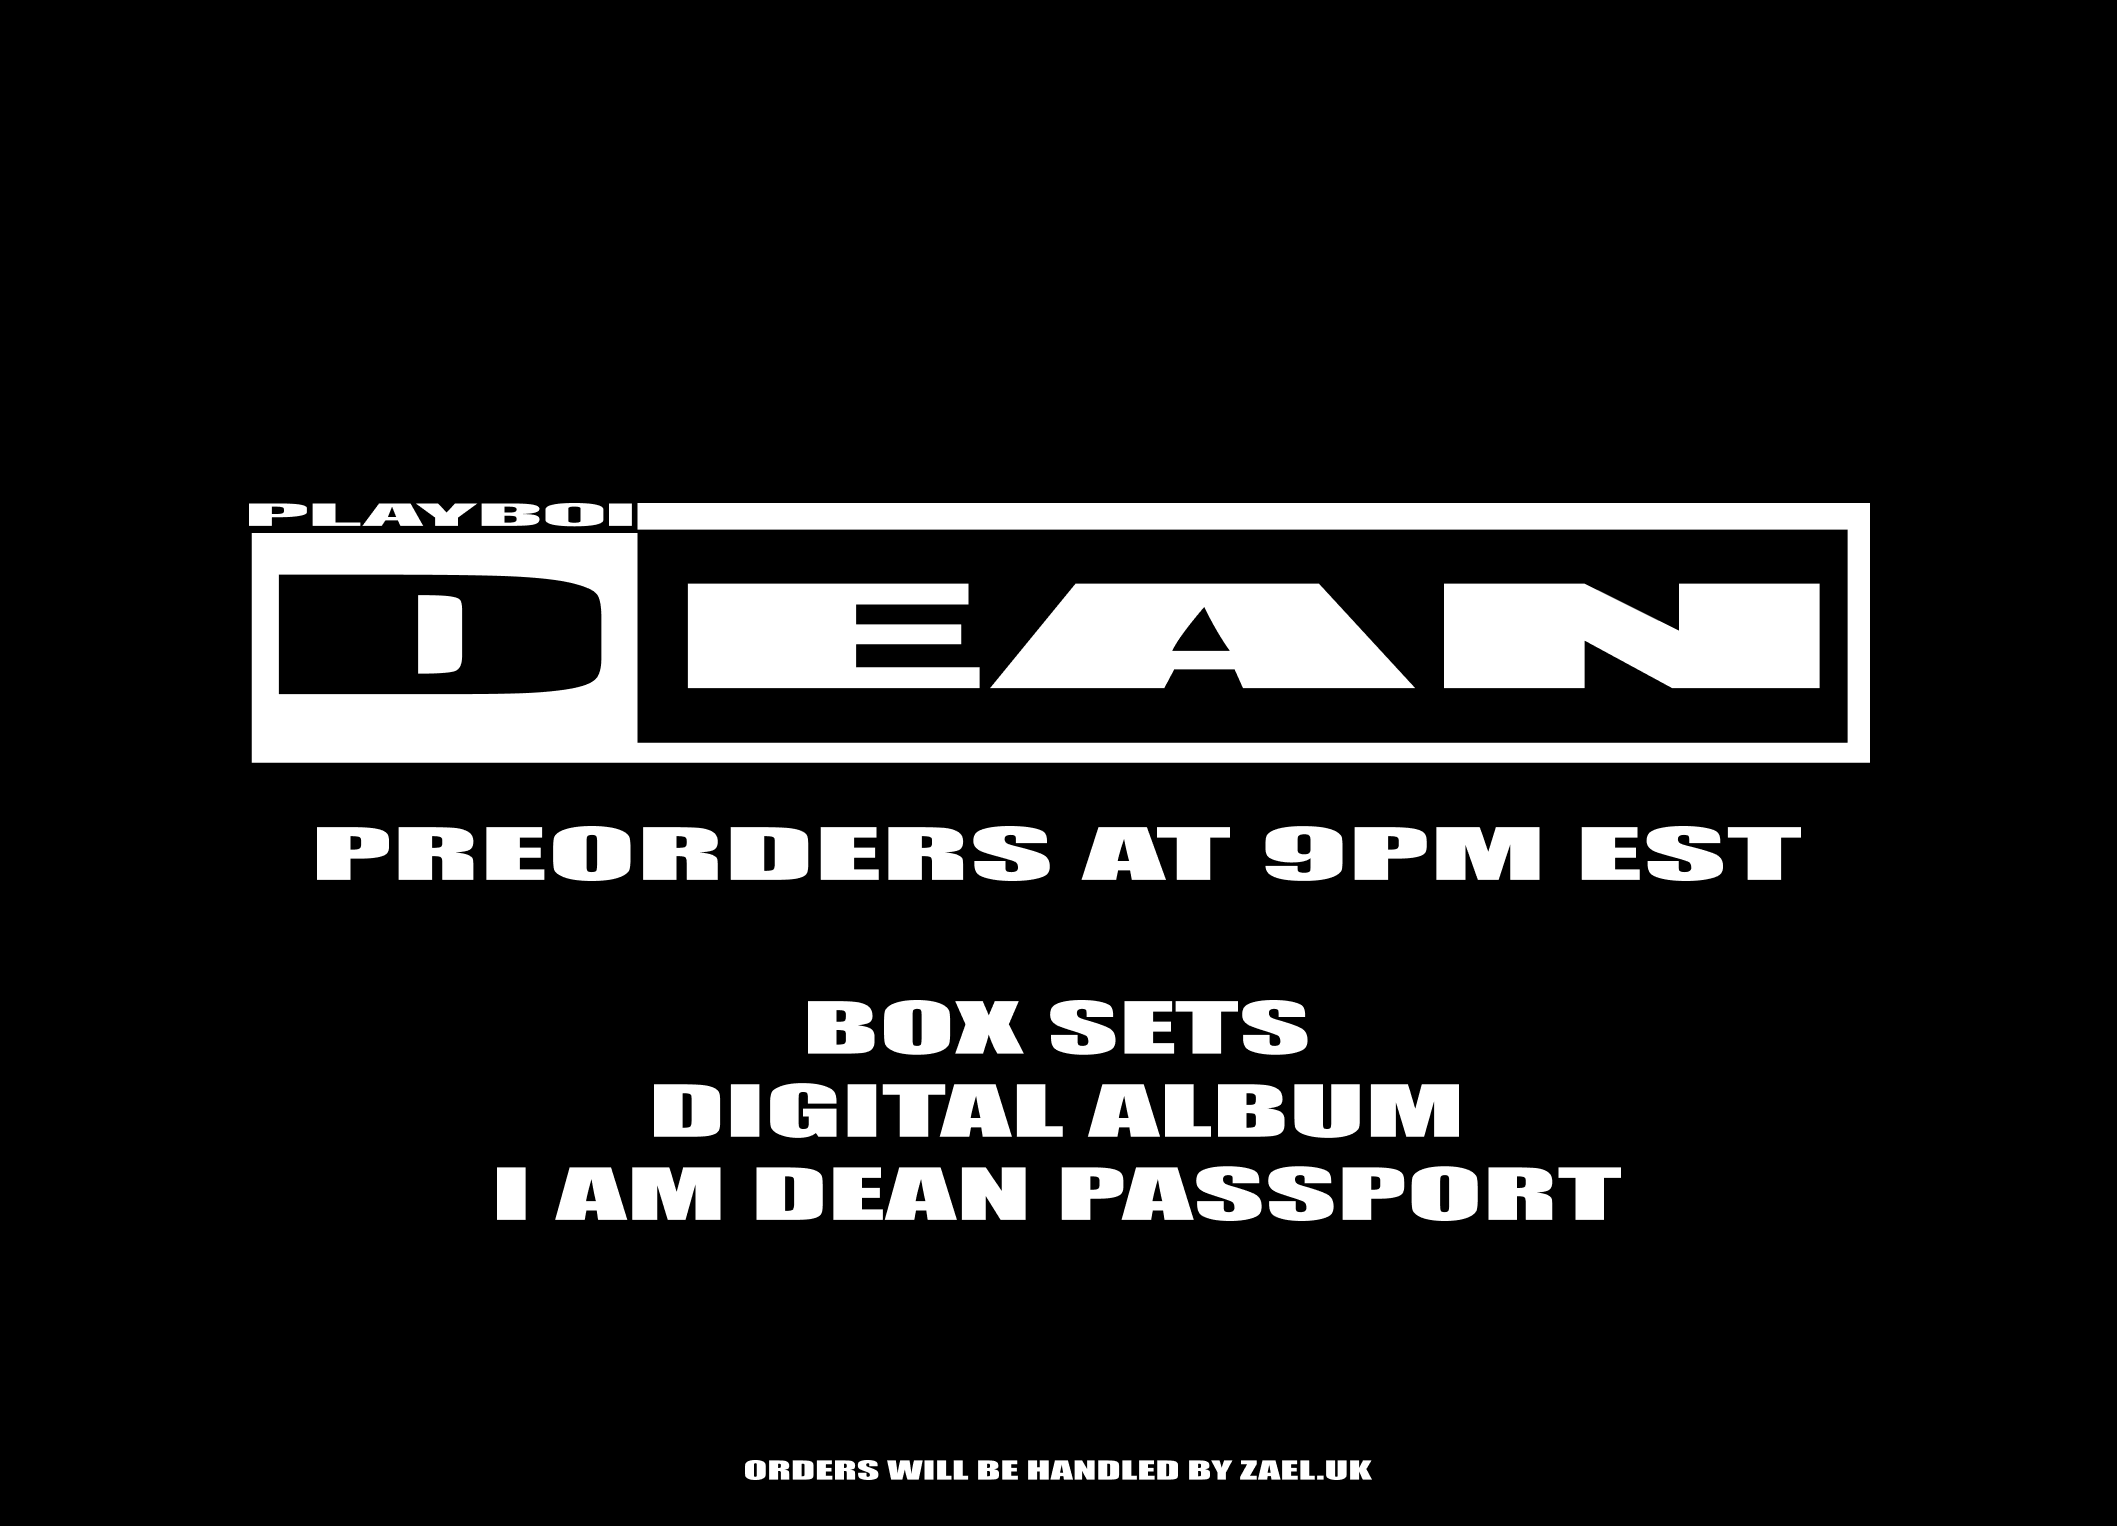 PLAYBOI
DEAN
PREORDERS AT 9PM EST
BOX SETS
DIGITAL ALBUM
I AM DEAN PASSPORT
ORDERS WILL BE HANDLED BY ZAEL.UK